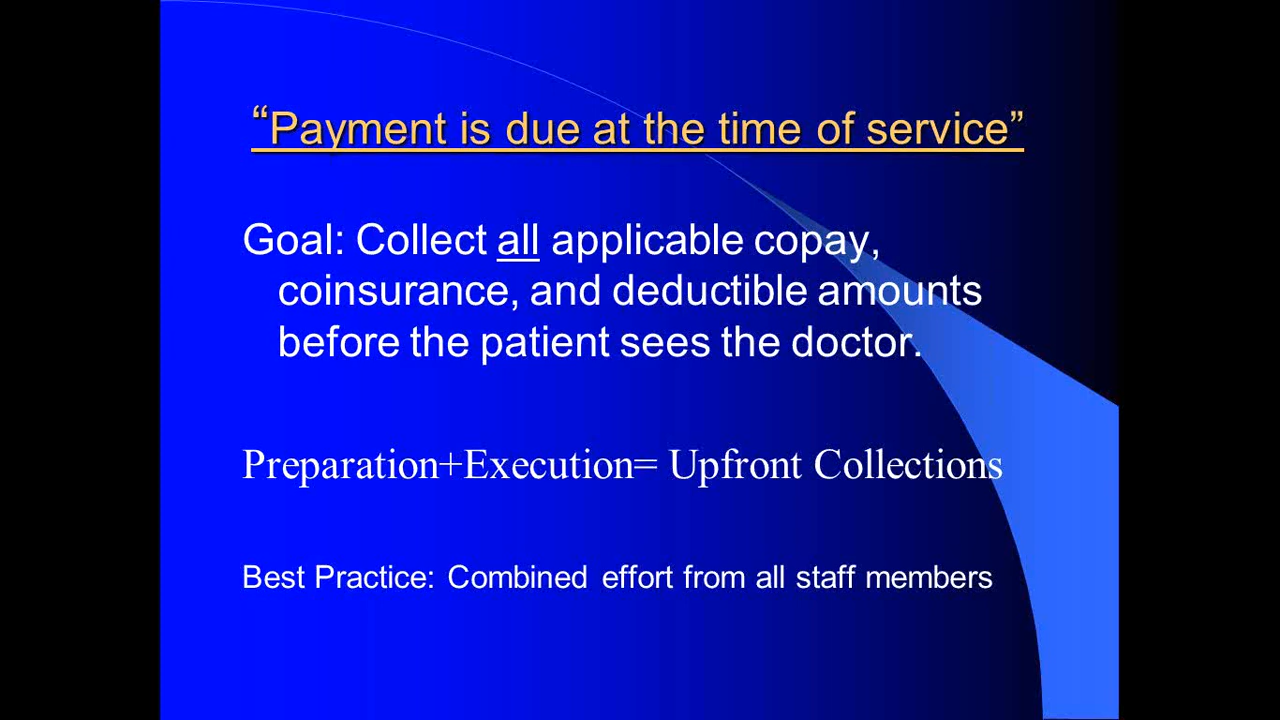 “Payment is due at the time of service”
Goal: Collect all applicable copay,
coinsurance, and deductible amounts
before the patient sees the doctor.
Preparation+Execution= Upfront Collections
Best Practice: Combined effort from all staff members